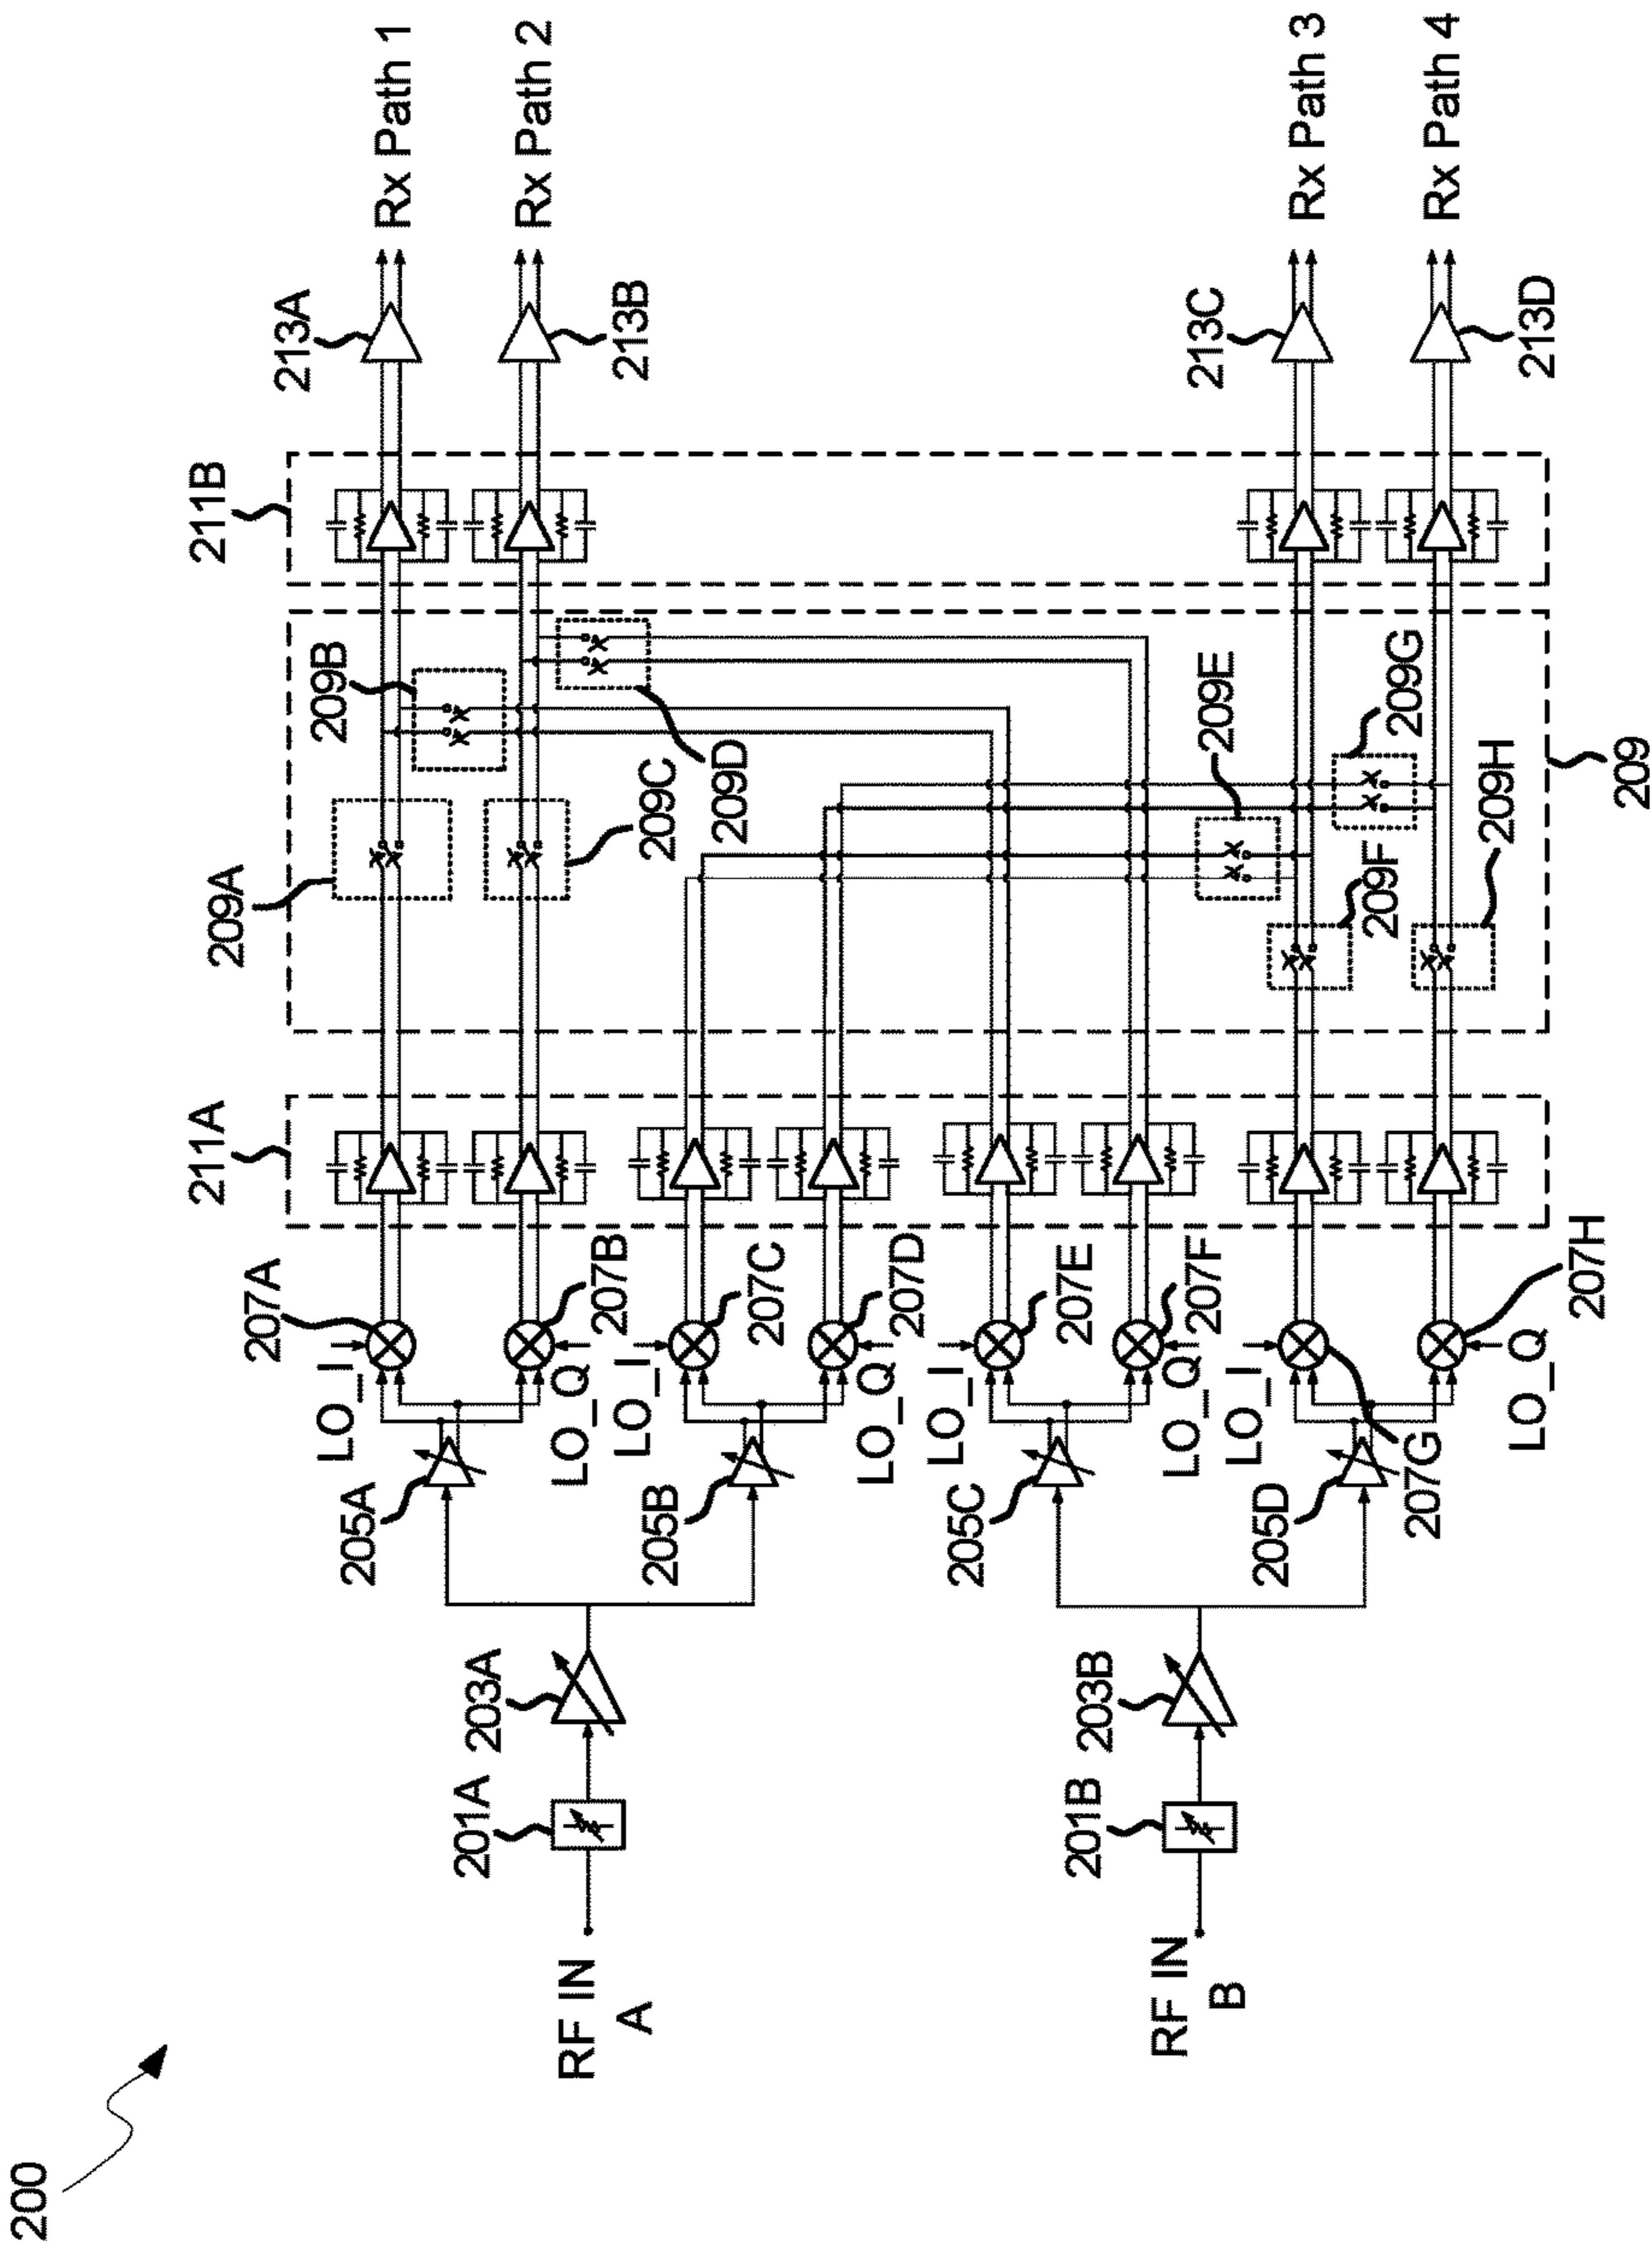 200
RF IN
A
RF IN
B
201A
201B
203A
203B
205A
205B
205C
205D
LO_I
LO_Q
LO_I
LO_Q
LO_I
LO_Q
LO_I
LO_Q
207A
207B
207C
207D
207E
207F
207G
207H
211A
209A
209B
209C
209D
209E
209F
209G
209H
209
211B
213A
213B
213C
213D
Rx Path 1
Rx Path 2
Rx Path 3
Rx Path 4